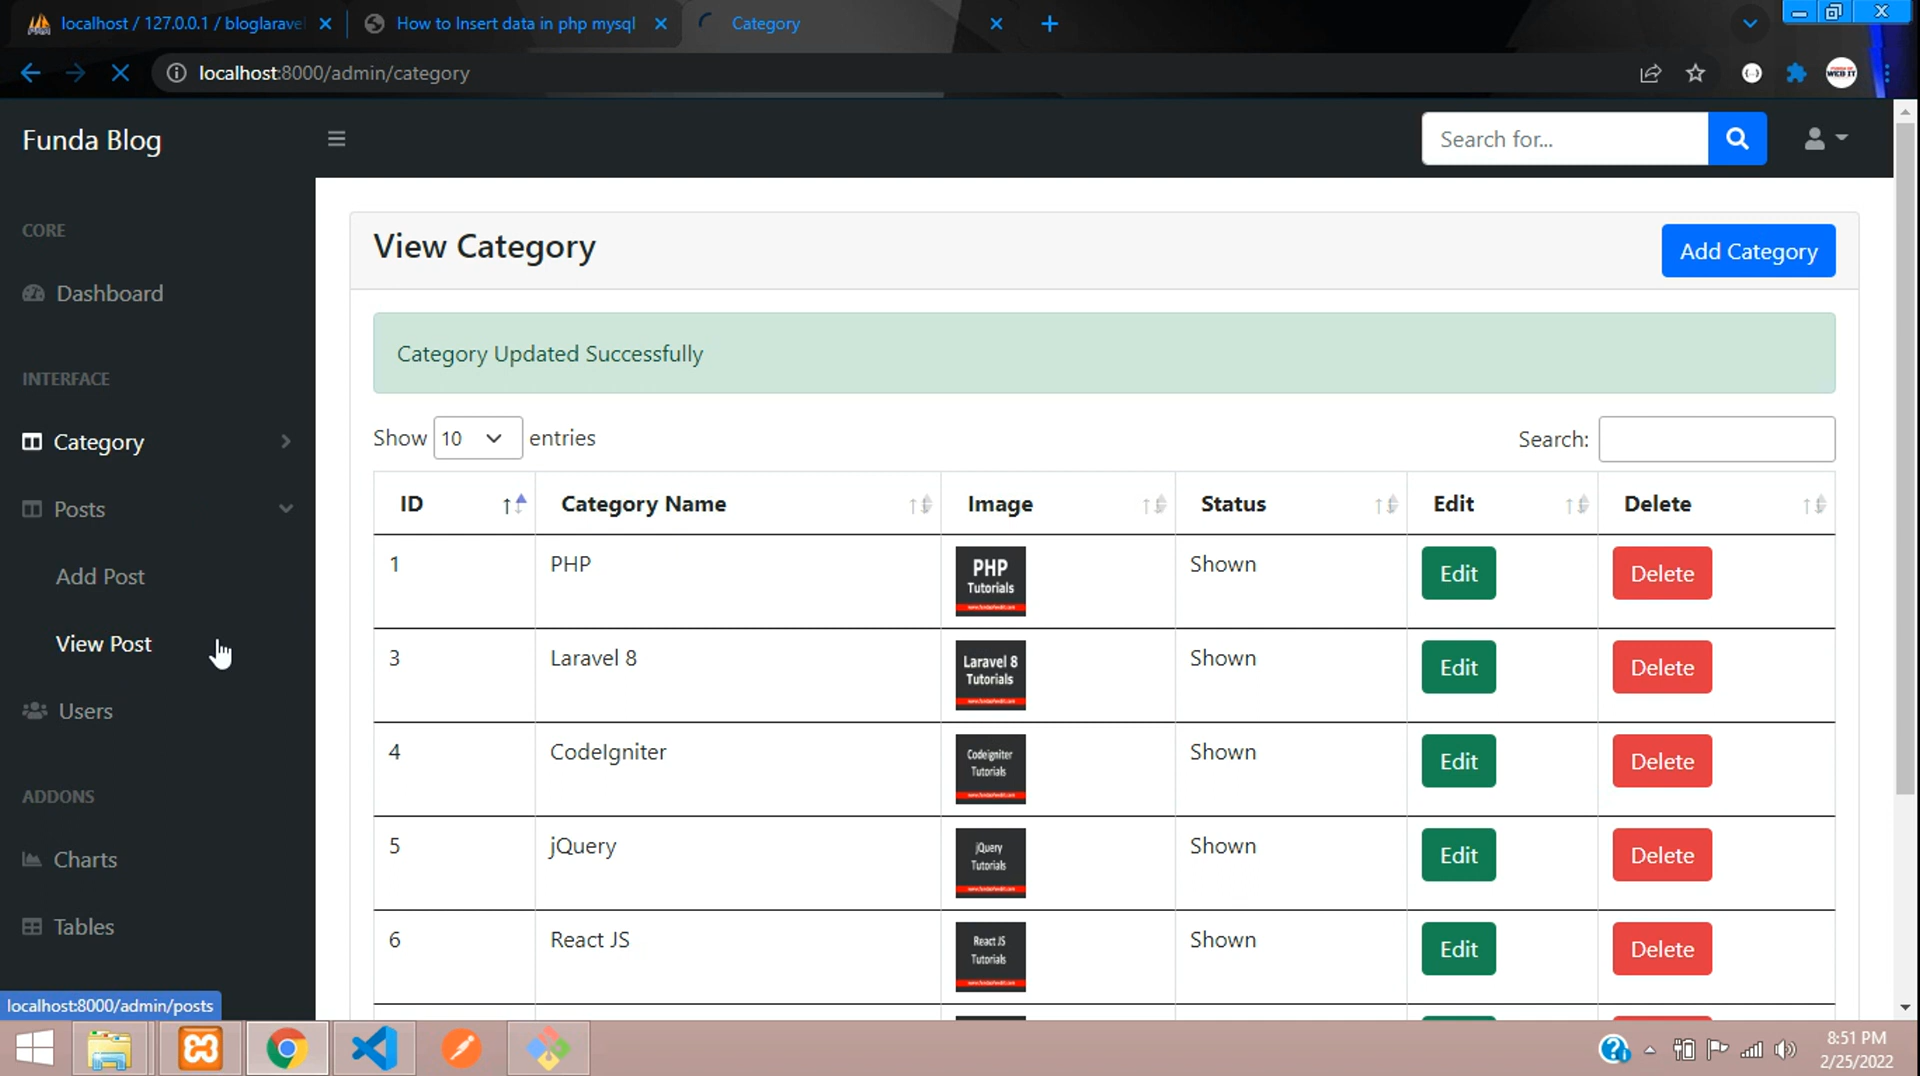 localhost / 127.0.0.1 / bloglarave
How to Insert data in php mysql
Category
localhost:8000/admin/category
WEB IT
Funda Blog
Search for...
CORE
Dashboard
INTERFACE
Category
Posts
Add Post
View Post
Users
ADDONS
Charts
Tables
View Category
Add Category
Category Updated Successfully
Show 10 entries
Search:
ID Category Name Image Status Edit Delete
1 PHP PHP Tutorials Shown Edit Delete
3 Laravel 8 Laravel 8 Tutorials Shown Edit Delete
4 CodeIgniter Codeigniter Tutorials Shown Edit Delete
5 jQuery jQuery Tutorials Shown Edit Delete
6 React JS React JS Tutorials Shown Edit Delete
localhost:8000/admin/posts
8:51 PM
2/25/2022